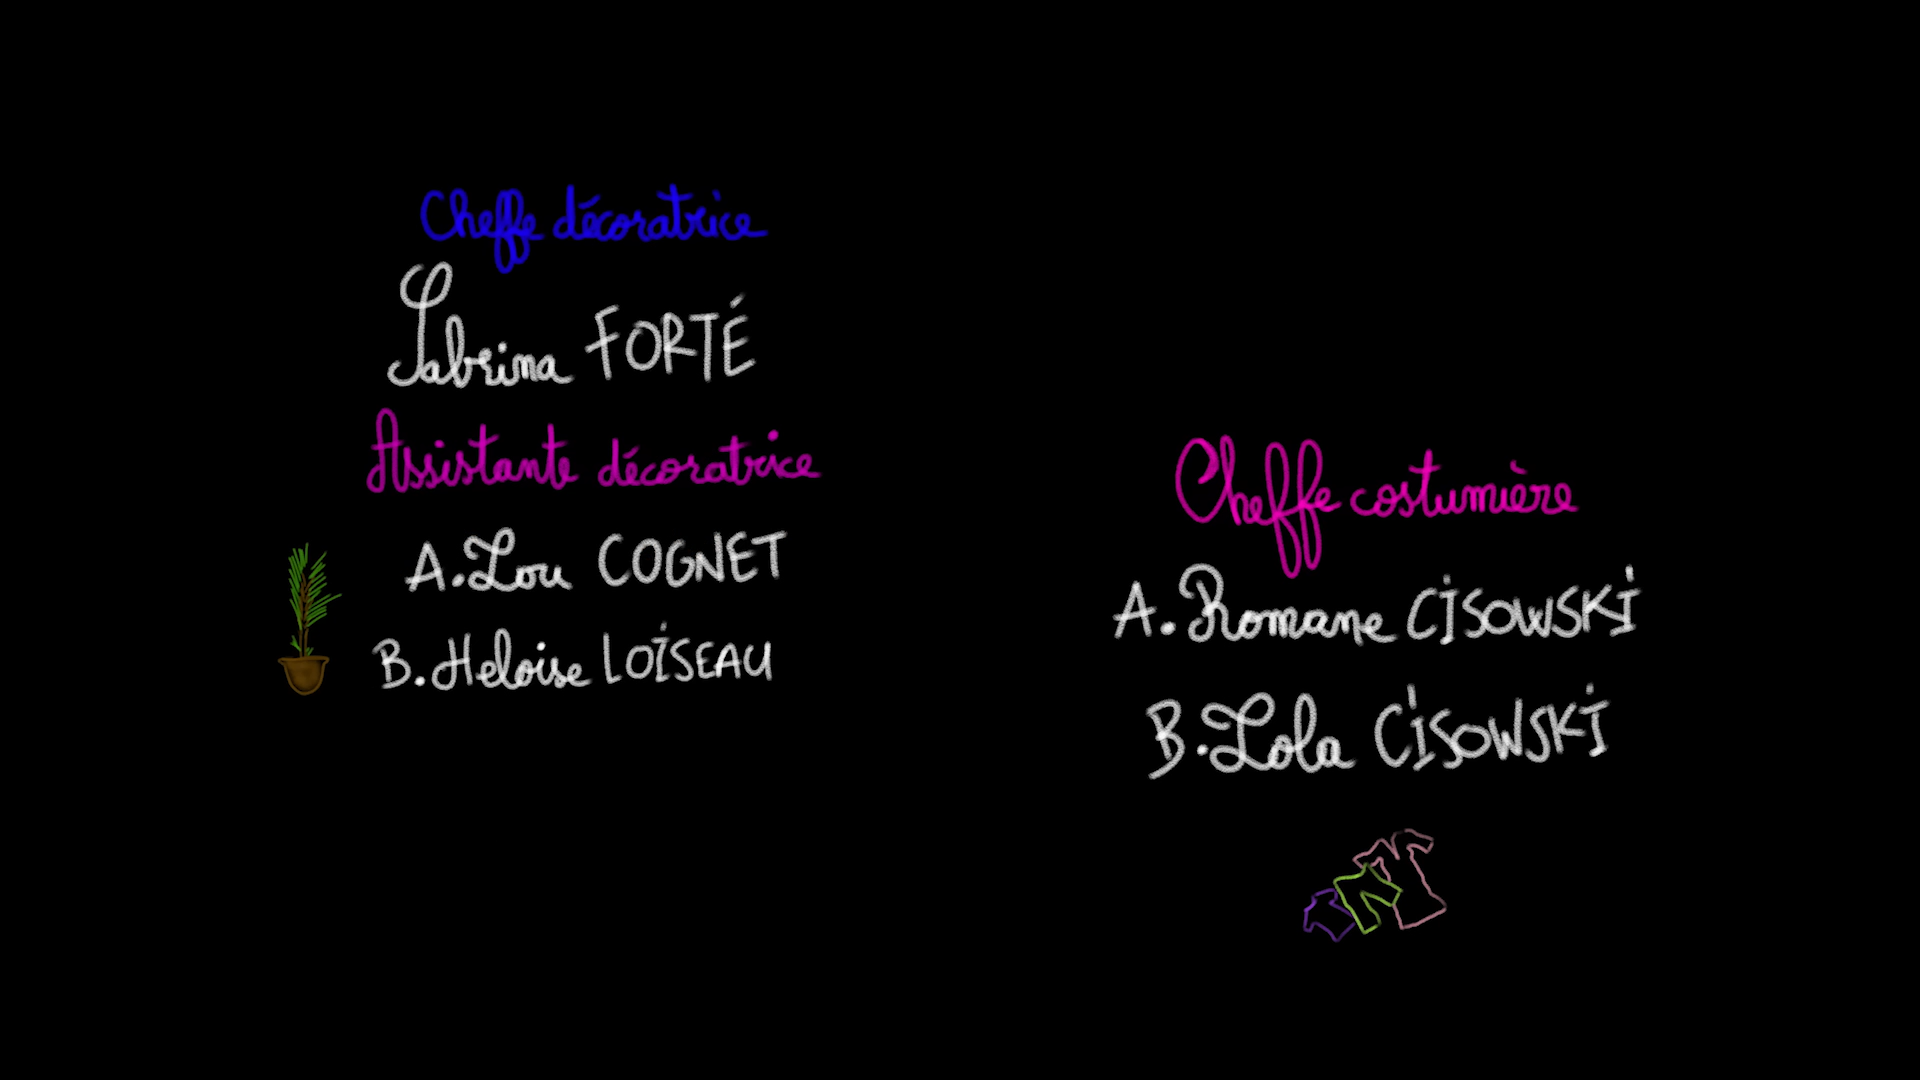 Cheffe décoratrice
Sabrina FORTÉ
Assistante décoratrice
A. Lou COGNET
B. Heloise LOISEAU
Cheffe costumière
A. Romane CISOWSKI
B. Lola CISOWSKI